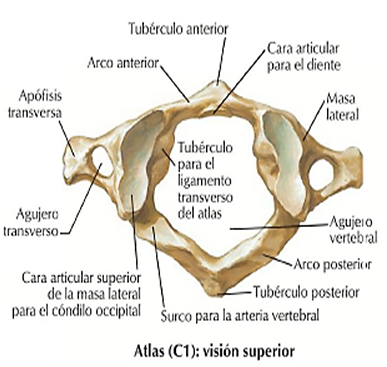 Tubérculo anterior
Arco anterior
Cara articular
para el diente
Apófisis
transversa
Masa
lateral
Tubérculo
para el
ligamento
transverso
del atlas
Agujero
transverso
Agujero
vertebral
Arco posterior
Cara articular superior
de la masa lateral
para el cóndilo occipital
Tubérculo posterior
Surco para la arteria vertebral
Atlas (C1): visión superior